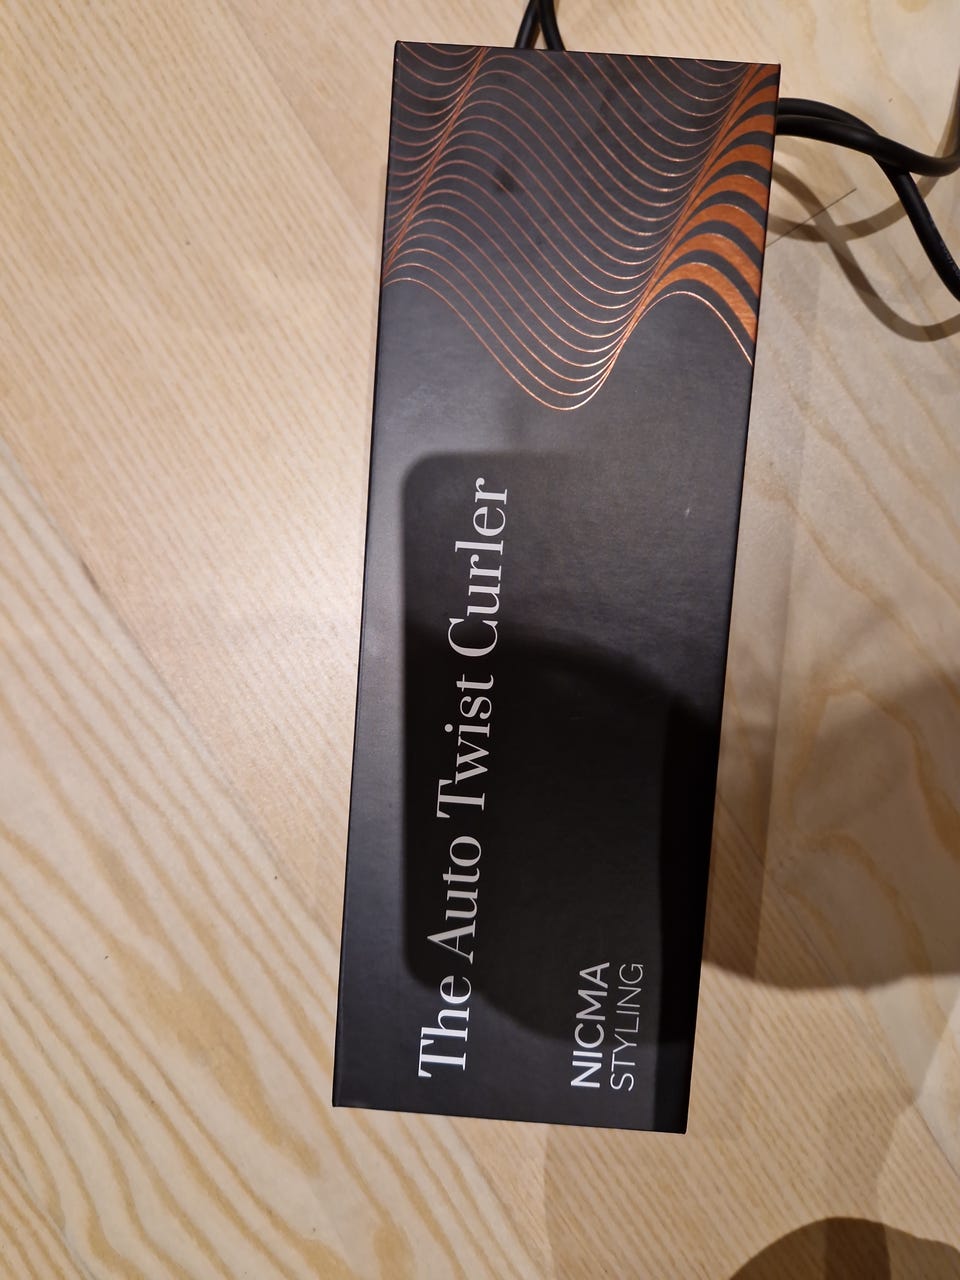 The Auto Twist Curler
NICMA
STYLING